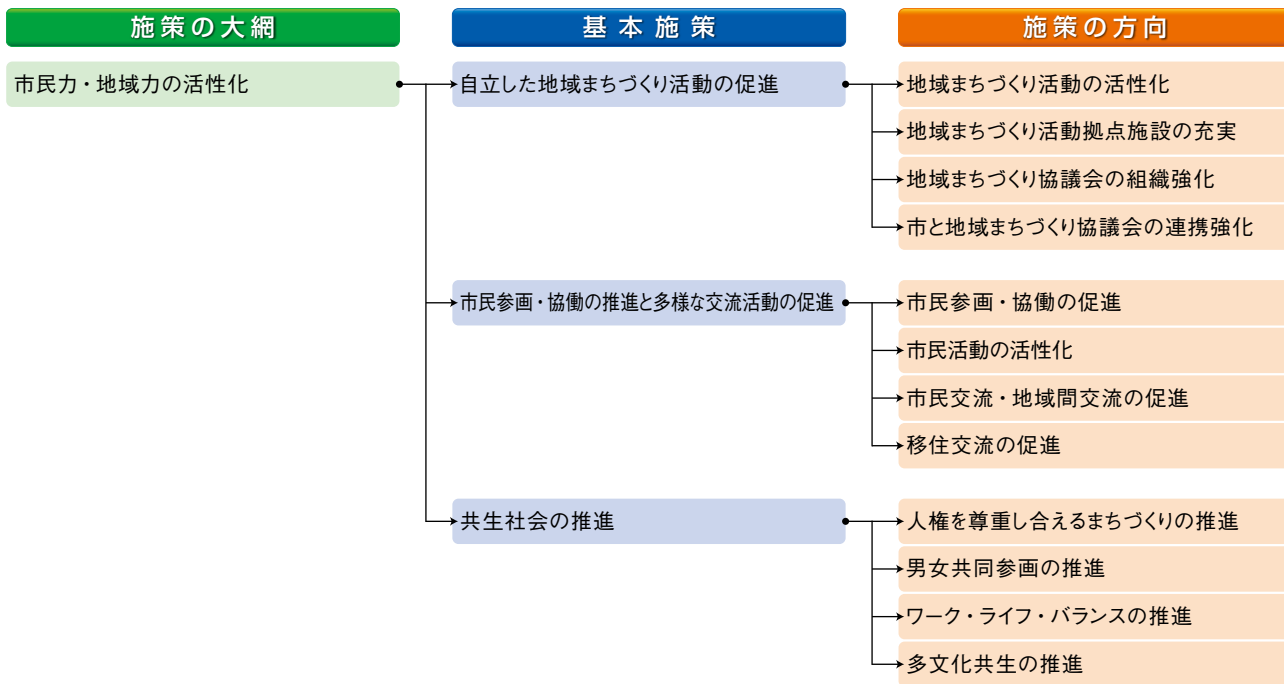 施策の大綱
基本施策
施策の方向
市民力・地域力の活性化
自立した地域まちづくり活動の促進
地域まちづくり活動の活性化
地域まちづくり活動拠点施設の充実
地域まちづくり協議会の組織強化
市と地域まちづくり協議会の連携強化
市民参画・協働の推進と多様な交流活動の促進
市民参画・協働の促進
市民活動の活性化
市民交流・地域間交流の促進
移住交流の促進
共生社会の推進
人権を尊重し合えるまちづくりの推進
男女共同参画の推進
ワーク・ライフ・バランスの推進
多文化共生の推進